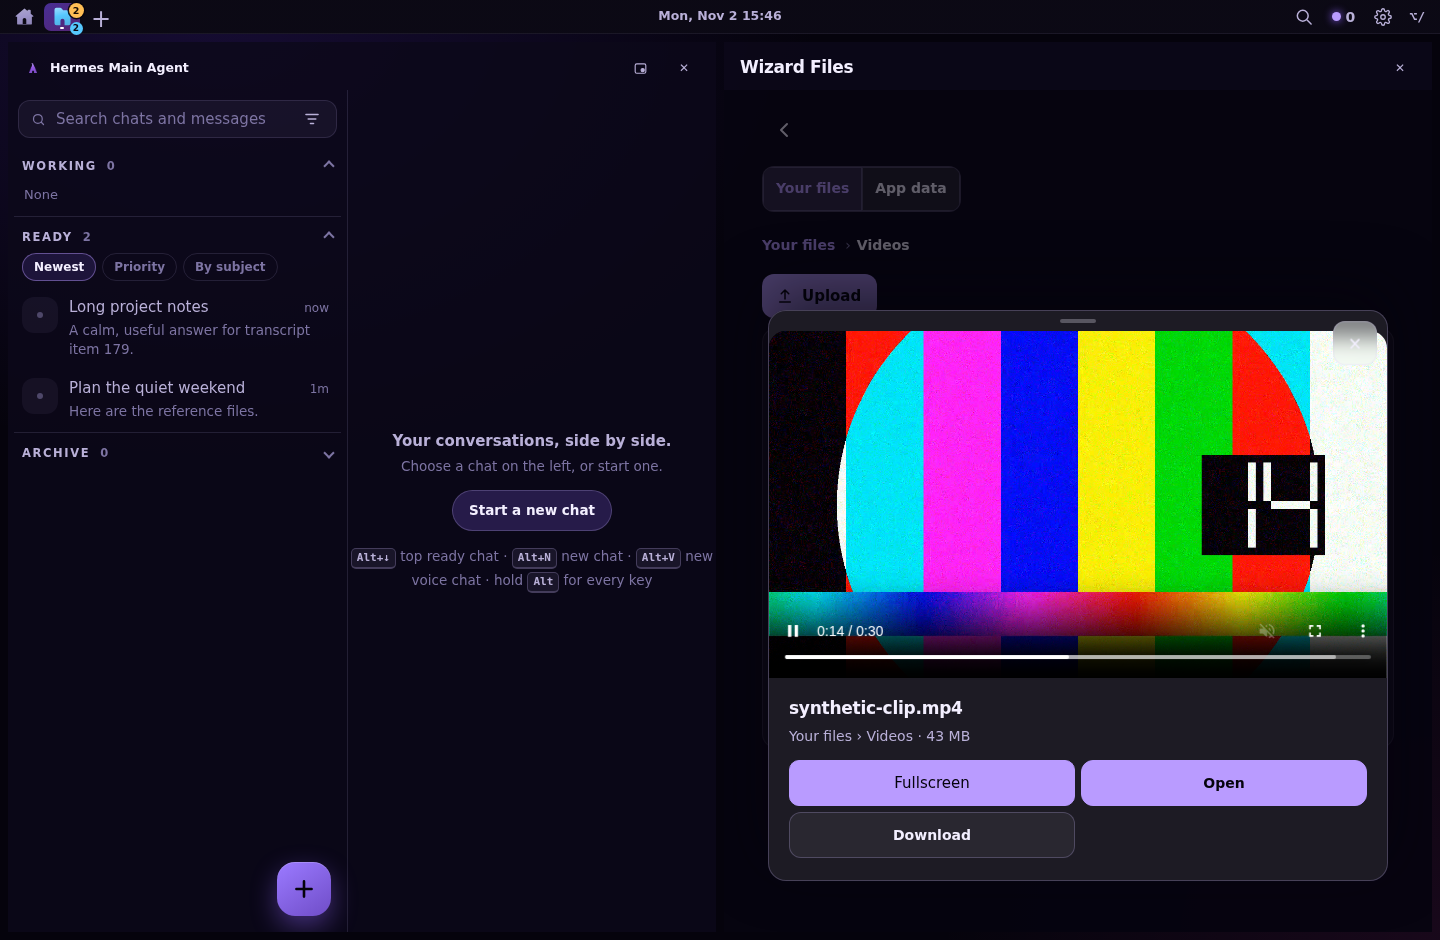 2
2
Mon, Nov 2 15:46
0
⌥/
Hermes Main Agent
Search chats and messages
WORKING 0
None
READY 2
Newest
Priority
By subject
Long project notes
now
A calm, useful answer for transcript
item 179.
Plan the quiet weekend
1m
Here are the reference files.
ARCHIVE 0
Your conversations, side by side.
Choose a chat on the left, or start one.
Start a new chat
Alt+↓ top ready chat · Alt+N new chat · Alt+V new
voice chat · hold Alt for every key
Wizard Files
Your files
App data
Your files › Videos
Upload
14
0:14 / 0:30
synthetic-clip.mp4
Your files › Videos · 43 MB
Fullscreen
Open
Download